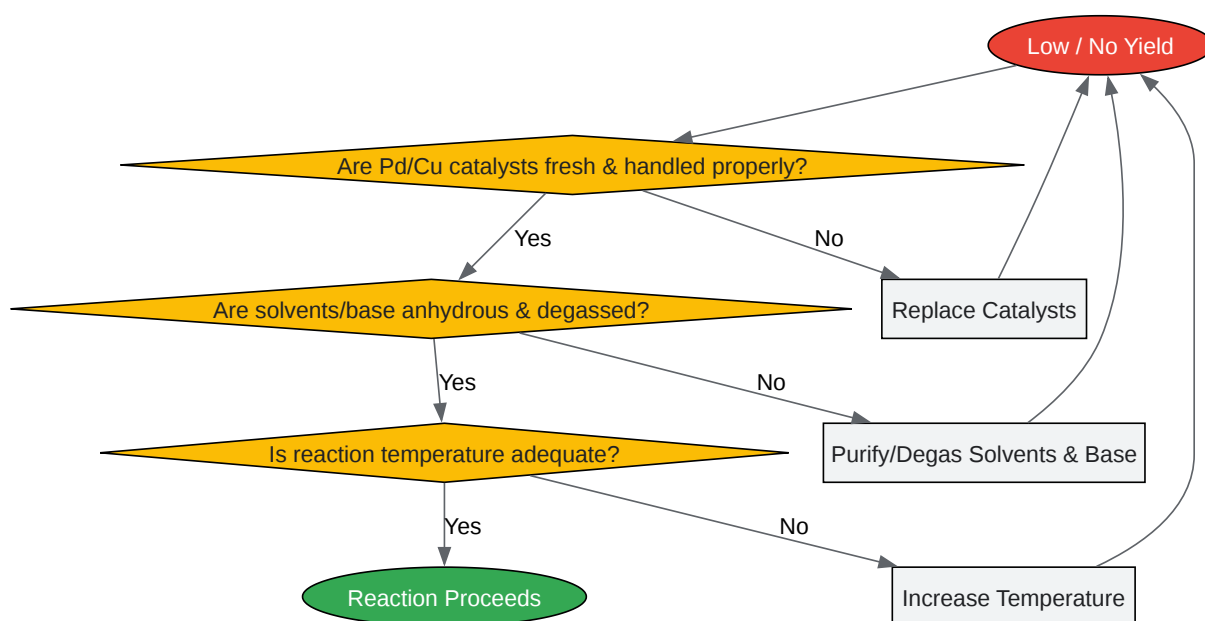 Low / No Yield
Are Pd/Cu catalysts fresh & handled properly?
Yes
No
Are solvents/base anhydrous & degassed?
Replace Catalysts
Yes
No
Is reaction temperature adequate?
Purify/Degas Solvents & Base
Yes
No
Reaction Proceeds
Increase Temperature